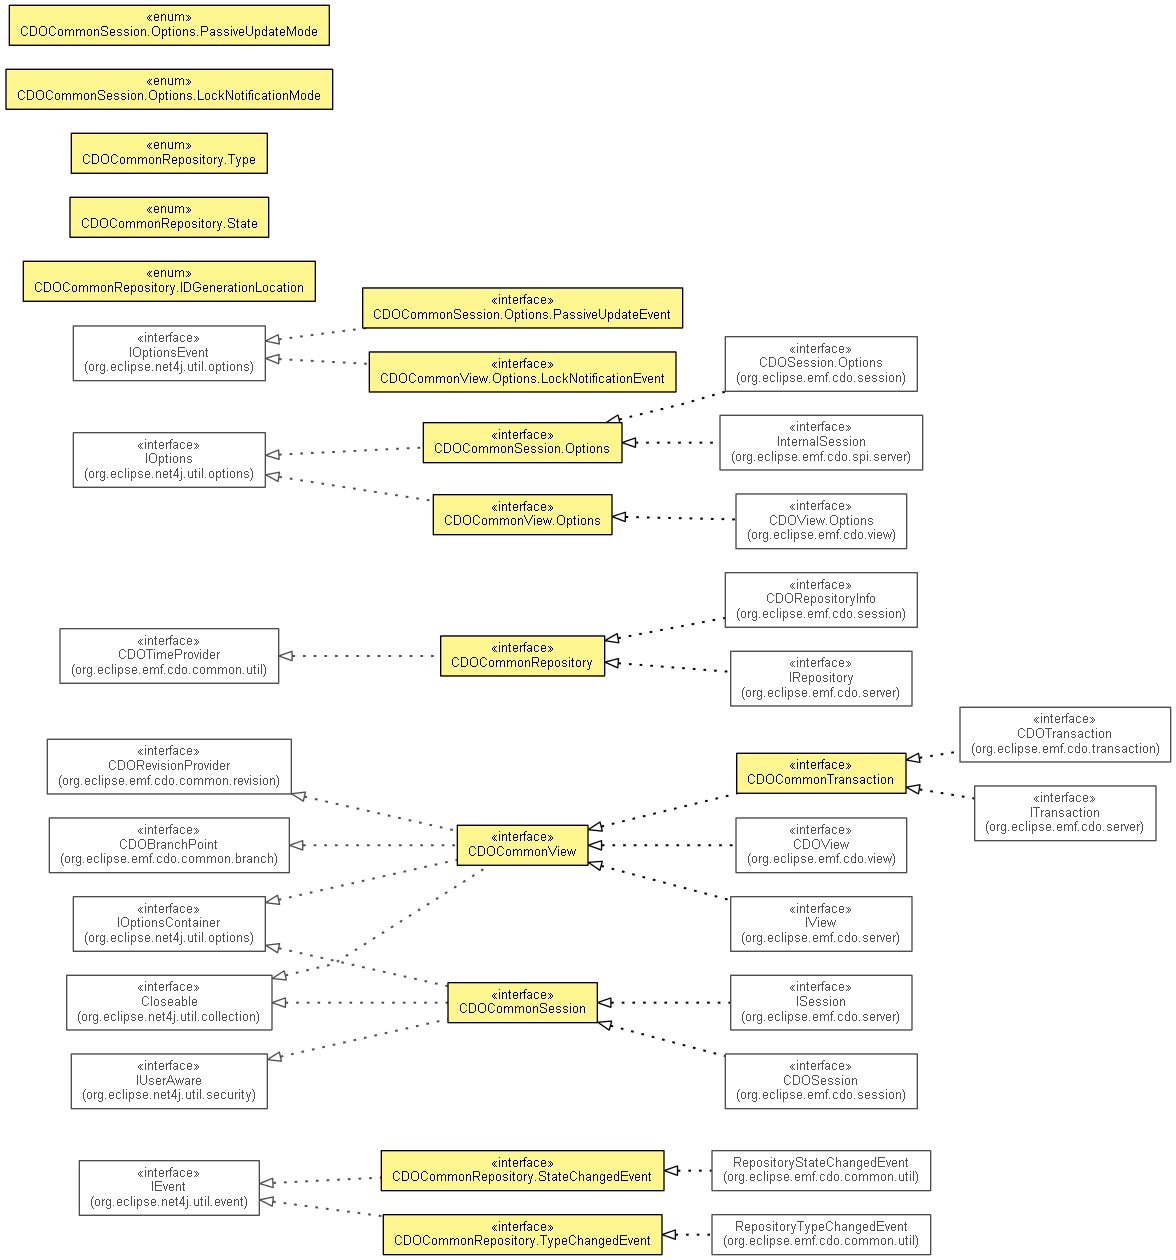 «enum»
CDOCommonSession.Options.PassiveUpdateMode
«enum»
CDOCommonSession.Options.LockNotificationMode
«enum»
CDOCommonRepository.Type
«enum»
CDOCommonRepository.State
«enum»
CDOCommonRepository.IDGenerationLocation
«interface»
IOptionsEvent
(org.eclipse.net4j.util.options)
«interface»
CDOCommonSession.Options.PassiveUpdateEvent
«interface»
CDOCommonView.Options.LockNotificationEvent
«interface»
CDOSession.Options
(org.eclipse.emf.cdo.session)
«interface»
IOptions
(org.eclipse.net4j.util.options)
«interface»
CDOCommonSession.Options
«interface»
InternalSession
(org.eclipse.emf.cdo.spi.server)
«interface»
CDOCommonView.Options
«interface»
CDOView.Options
(org.eclipse.emf.cdo.view)
«interface»
CDORepositoryInfo
(org.eclipse.emf.cdo.session)
«interface»
CDOTimeProvider
(org.eclipse.emf.cdo.common.util)
«interface»
CDOCommonRepository
«interface»
IRepository
(org.eclipse.emf.cdo.server)
«interface»
CDOTransaction
(org.eclipse.emf.cdo.transaction)
«interface»
CDORevisionProvider
(org.eclipse.emf.cdo.common.revision)
«interface»
CDOCommonTransaction
«interface»
ITransaction
(org.eclipse.emf.cdo.server)
«interface»
CDOBranchPoint
(org.eclipse.emf.cdo.common.branch)
«interface»
CDOCommonView
«interface»
CDOView
(org.eclipse.emf.cdo.view)
«interface»
IOptionsContainer
(org.eclipse.net4j.util.options)
«interface»
IView
(org.eclipse.emf.cdo.server)
«interface»
Closeable
(org.eclipse.net4j.util.collection)
«interface»
CDOCommonSession
«interface»
ISession
(org.eclipse.emf.cdo.server)
«interface»
IUserAware
(org.eclipse.net4j.util.security)
«interface»
CDOSession
(org.eclipse.emf.cdo.session)
«interface»
IEvent
(org.eclipse.net4j.util.event)
«interface»
CDOCommonRepository.StateChangedEvent
RepositoryStateChangedEvent
(org.eclipse.emf.cdo.common.util)
«interface»
CDOCommonRepository.TypeChangedEvent
RepositoryTypeChangedEvent
(org.eclipse.emf.cdo.common.util)